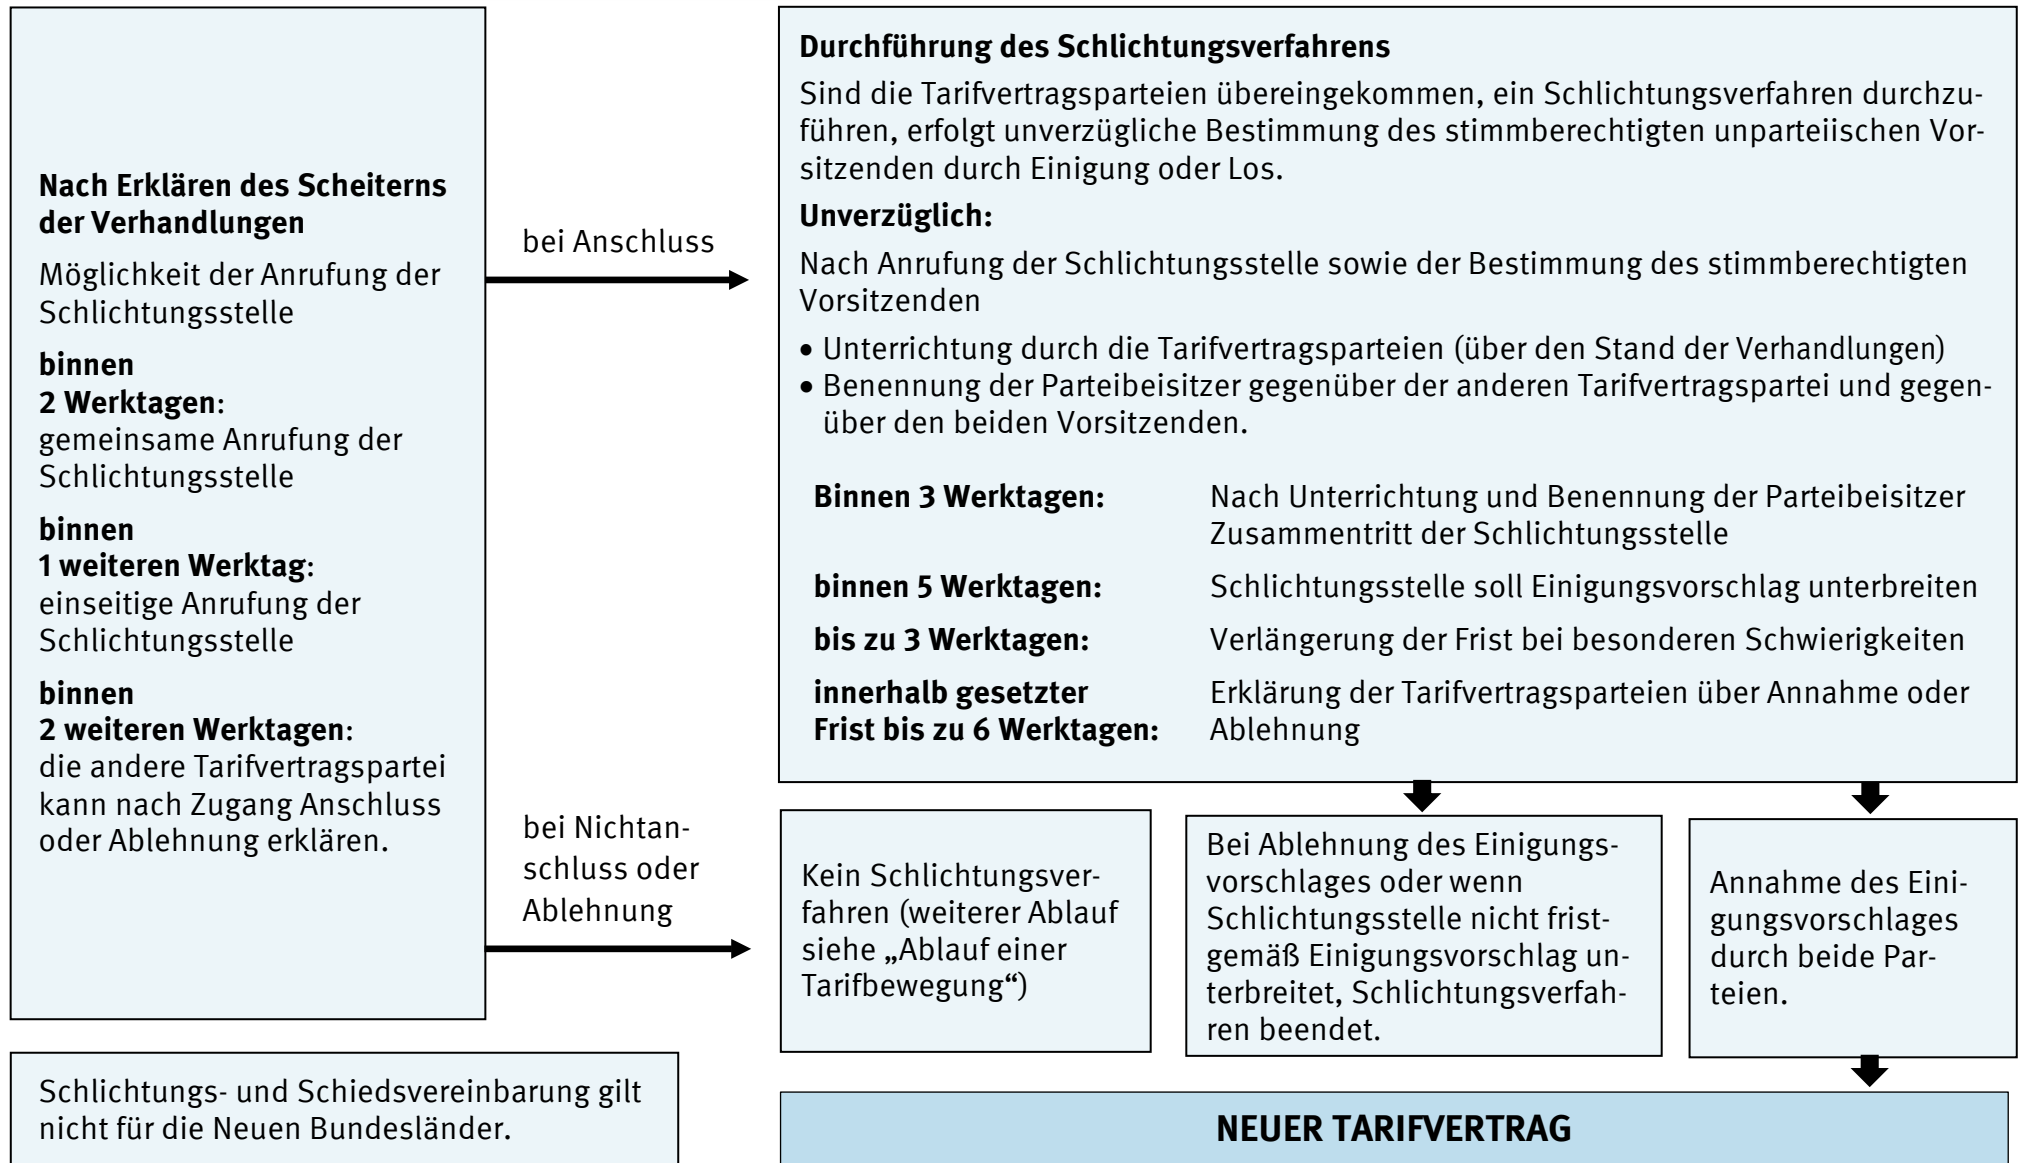 Nach Erklären des Scheiterns
der Verhandlungen
Möglichkeit der Anrufung der
Schlichtungsstelle
binnen
2 Werktagen:
gemeinsame Anrufung der
Schlichtungsstelle
binnen
1 weiteren Werktag:
einseitige Anrufung der
Schlichtungsstelle
binnen
2 weiteren Werktagen:
die andere Tarifvertragspartei
kann nach Zugang Anschluss
oder Ablehnung erklären.
bei Anschluss
Durchführung des Schlichtungsverfahrens
Sind die Tarifvertragsparteien übereingekommen, ein Schlichtungsverfahren durchzu-
führen, erfolgt unverzügliche Bestimmung des stimmberechtigten unparteiischen Vor-
sitzenden durch Einigung oder Los.
Unverzüglich:
Nach Anrufung der Schlichtungsstelle sowie der Bestimmung des stimmberechtigten
Vorsitzenden
• Unterrichtung durch die Tarifvertragsparteien (über den Stand der Verhandlungen)
• Benennung der Parteibeisitzer gegenüber der anderen Tarifvertragspartei und gegen-
über den beiden Vorsitzenden.
Binnen 3 Werktagen: Nach Unterrichtung und Benennung der Parteibeisitzer
Zusammentritt der Schlichtungsstelle
binnen 5 Werktagen: Schlichtungsstelle soll Einigungsvorschlag unterbreiten
bis zu 3 Werktagen: Verlängerung der Frist bei besonderen Schwierigkeiten
innerhalb gesetzter Erklärung der Tarifvertragsparteien über Annahme oder
Frist bis zu 6 Werktagen: Ablehnung
bei Nichtan-
schluss oder
Ablehnung
Kein Schlichtungsver-
fahren (weiterer Ablauf
siehe „Ablauf einer
Tarifbewegung“)
Bei Ablehnung des Einigungs-
vorschlages oder wenn
Schlichtungsstelle nicht frist-
gemäß Einigungsvorschlag un-
terbreitet, Schlichtungsverfah-
ren beendet.
Annahme des Eini-
gungsvorschlages
durch beide Par-
teien.
Schlichtungs- und Schiedsvereinbarung gilt
nicht für die Neuen Bundesländer.
NEUER TARIFVERTRAG